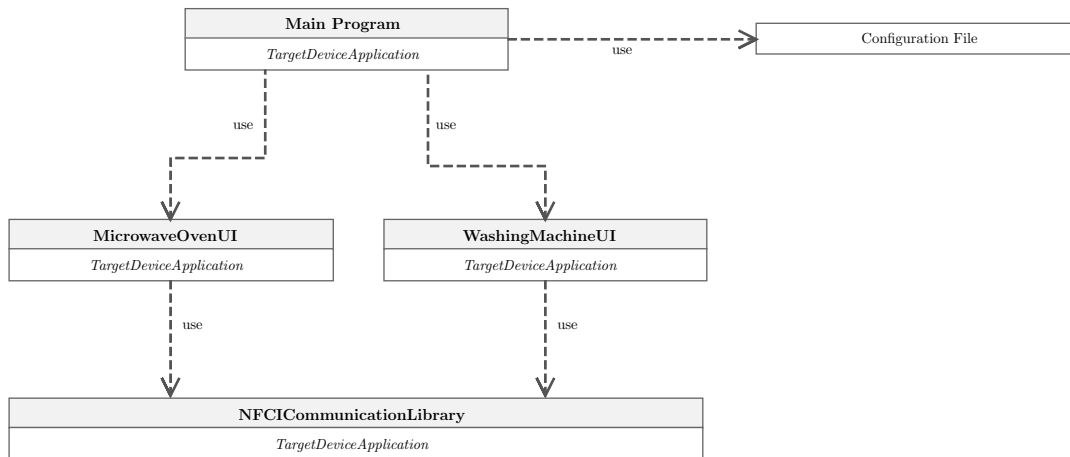 Main Program
TargetDeviceApplication
use
Configuration File
use
use
MicrowaveOvenUI
TargetDeviceApplication
WashingMachineUI
TargetDeviceApplication
use
use
NFCICommunicationLibrary
TargetDeviceApplication